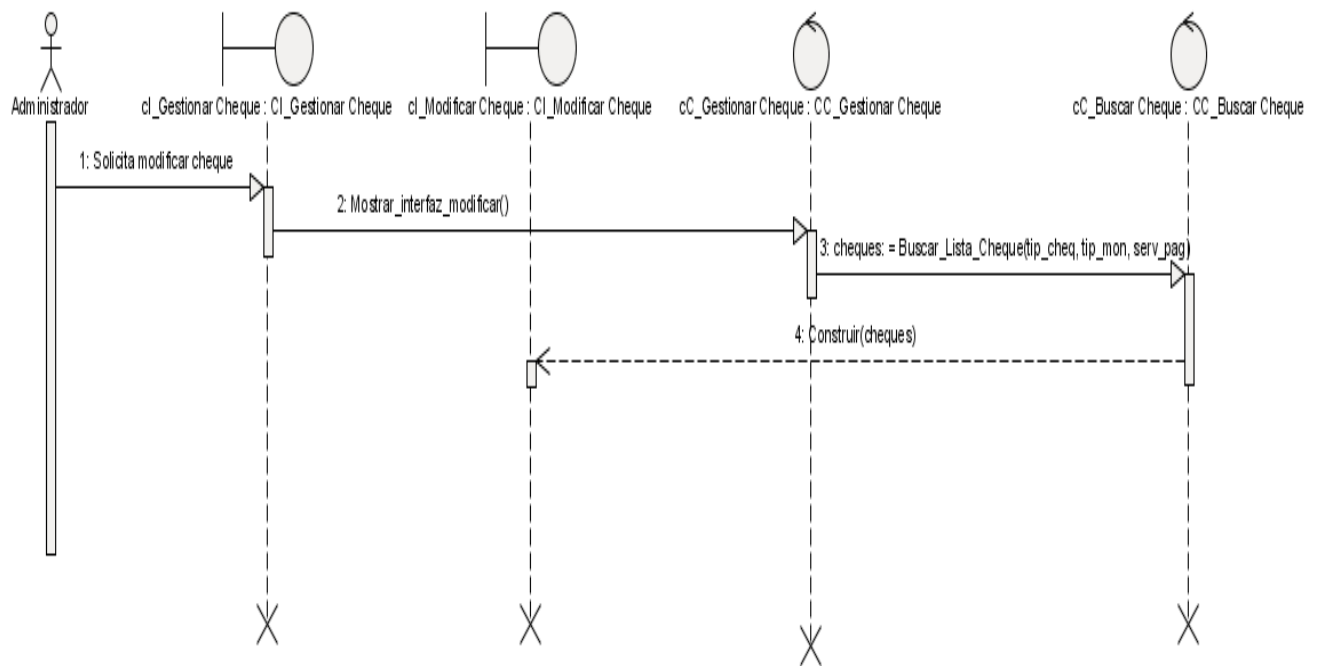 Administrador
cI_Gestionar Cheque : CI_Gestionar Cheque
cI_Modificar Cheque : CI_Modificar Cheque
cC_Gestionar Cheque : CC_Gestionar Cheque
cC_Buscar Cheque : CC_Buscar Cheque
1: Solicita modificar cheque
2: Mostrar_interfaz_modificar()
3: cheques: = Buscar_Lista_Cheque(tip_cheq, tip_mon, serv_pag)
4: Construir(cheques)